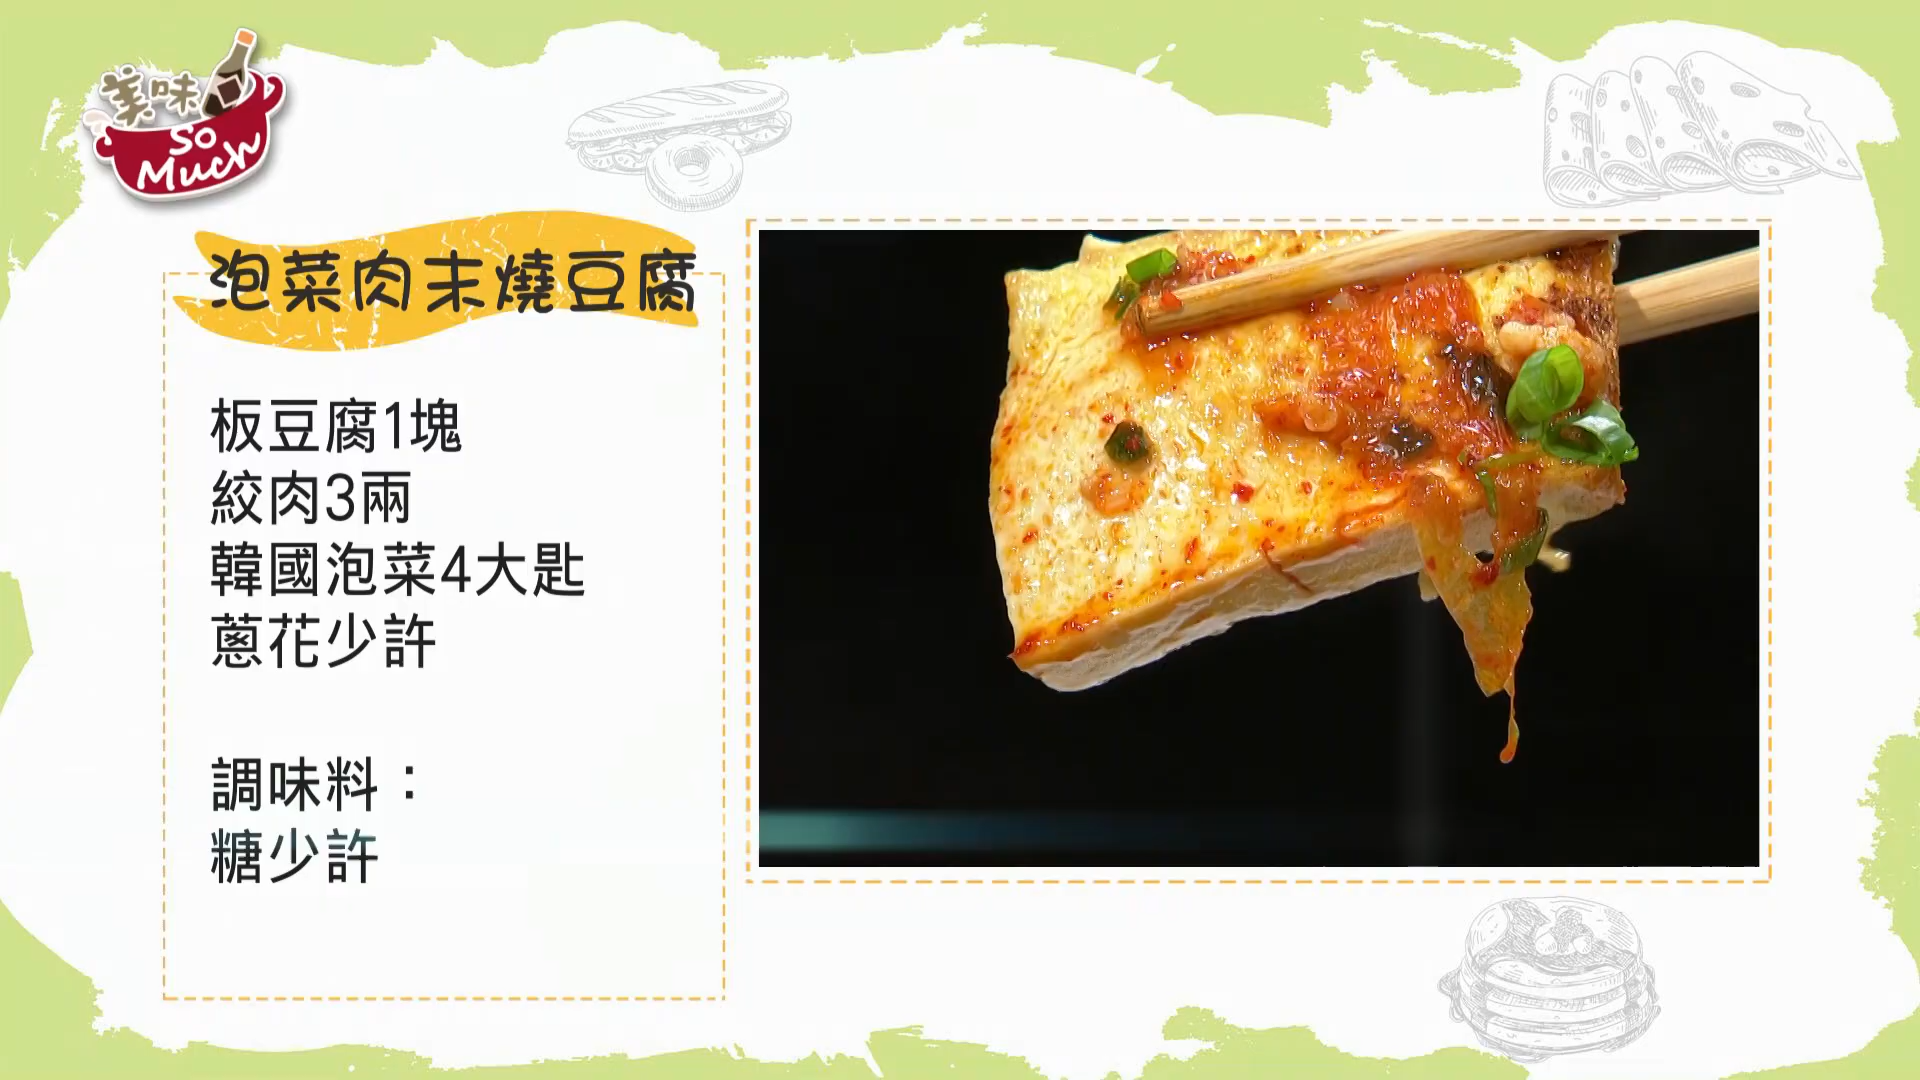 美味
So
Much
泡菜肉末燒豆腐
板豆腐1塊
絞肉3兩
韓國泡菜4大匙
蔥花少許
調味料：
糖少許